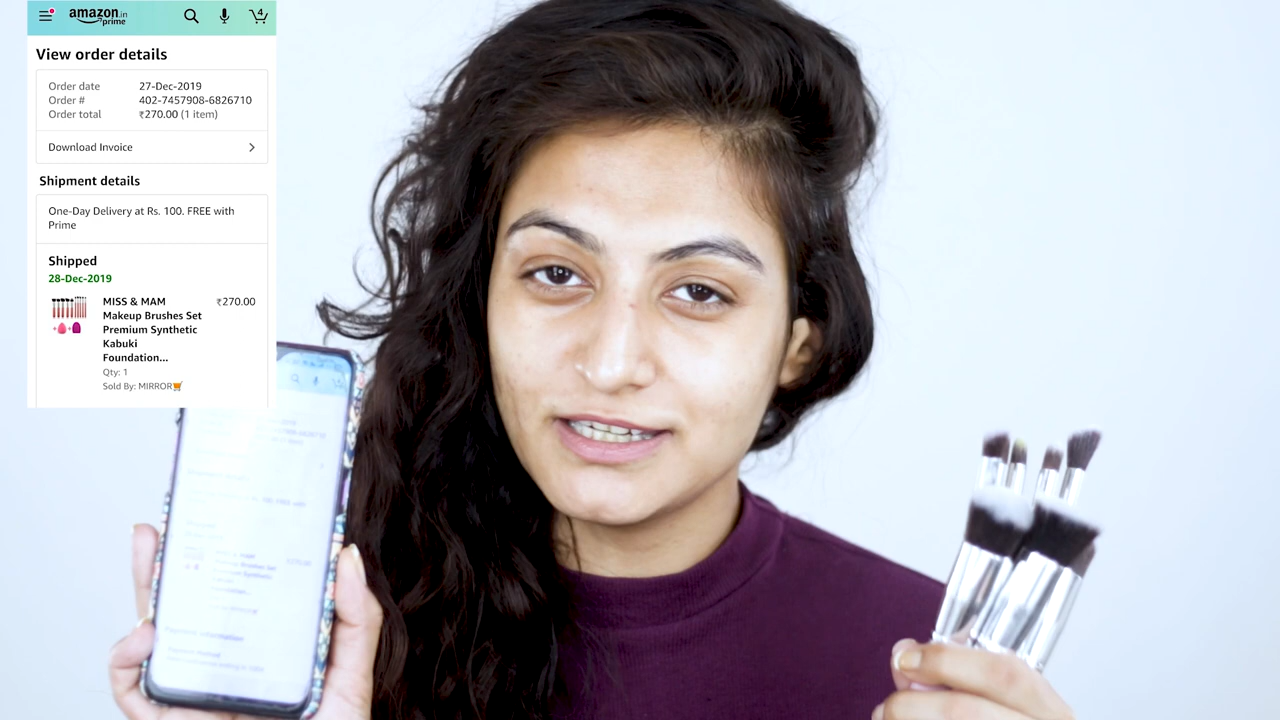 amazon.in
prime
4
View order details
Order date 27-Dec-2019
Order # 402-7457908-6826710
Order total ₹270.00 (1 item)
Download Invoice
Shipment details
One-Day Delivery at Rs. 100. FREE with
Prime
Shipped
28-Dec-2019
MISS & MAM ₹270.00
Makeup Brushes Set
Premium Synthetic
Kabuki
Foundation...
Qty: 1
Sold By: MIRROR